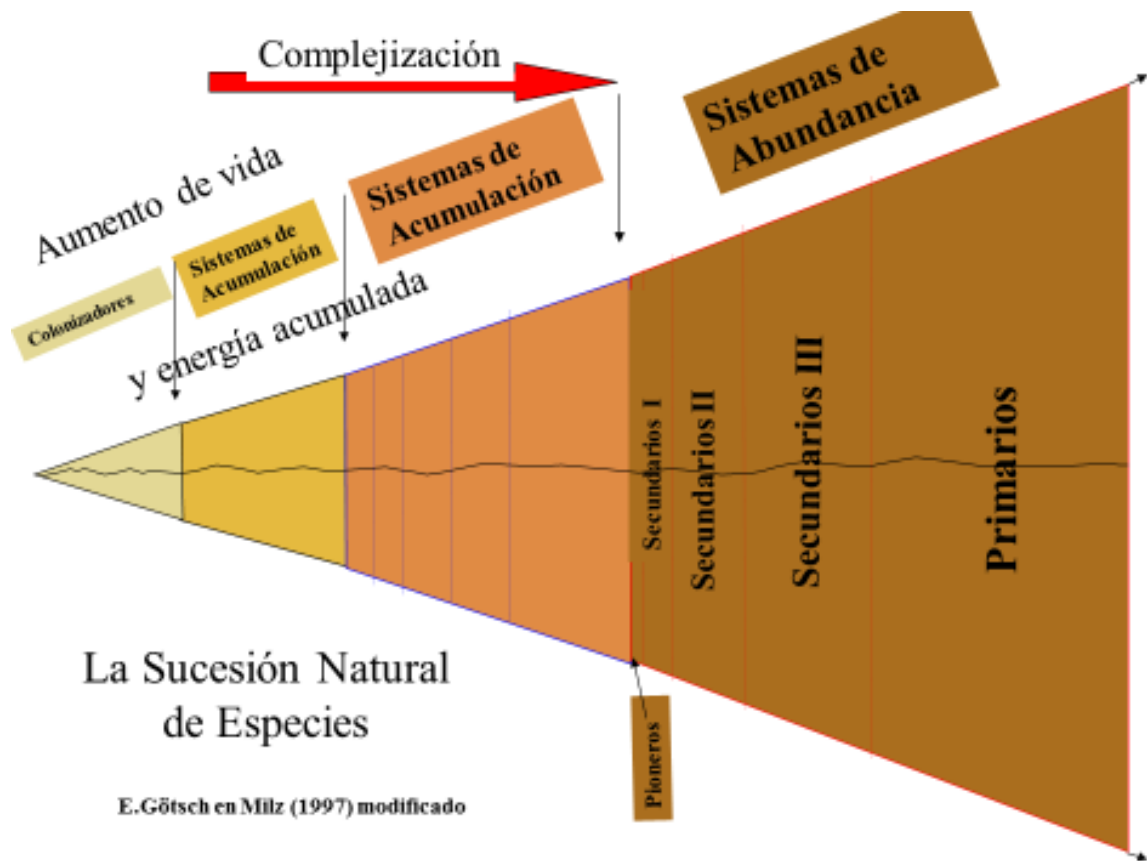 Complejización
Sistemas de
Abundancia
Aumento de vida
Sistemas de
Acumulación
Sistemas de
Acumulación
Colonizadores
y energía acumulada
Secundarios I
Secundarios II
Secundarios III
Primarios
La Sucesión Natural
de Especies
Pioneros
E.Götsch en Milz (1997) modificado